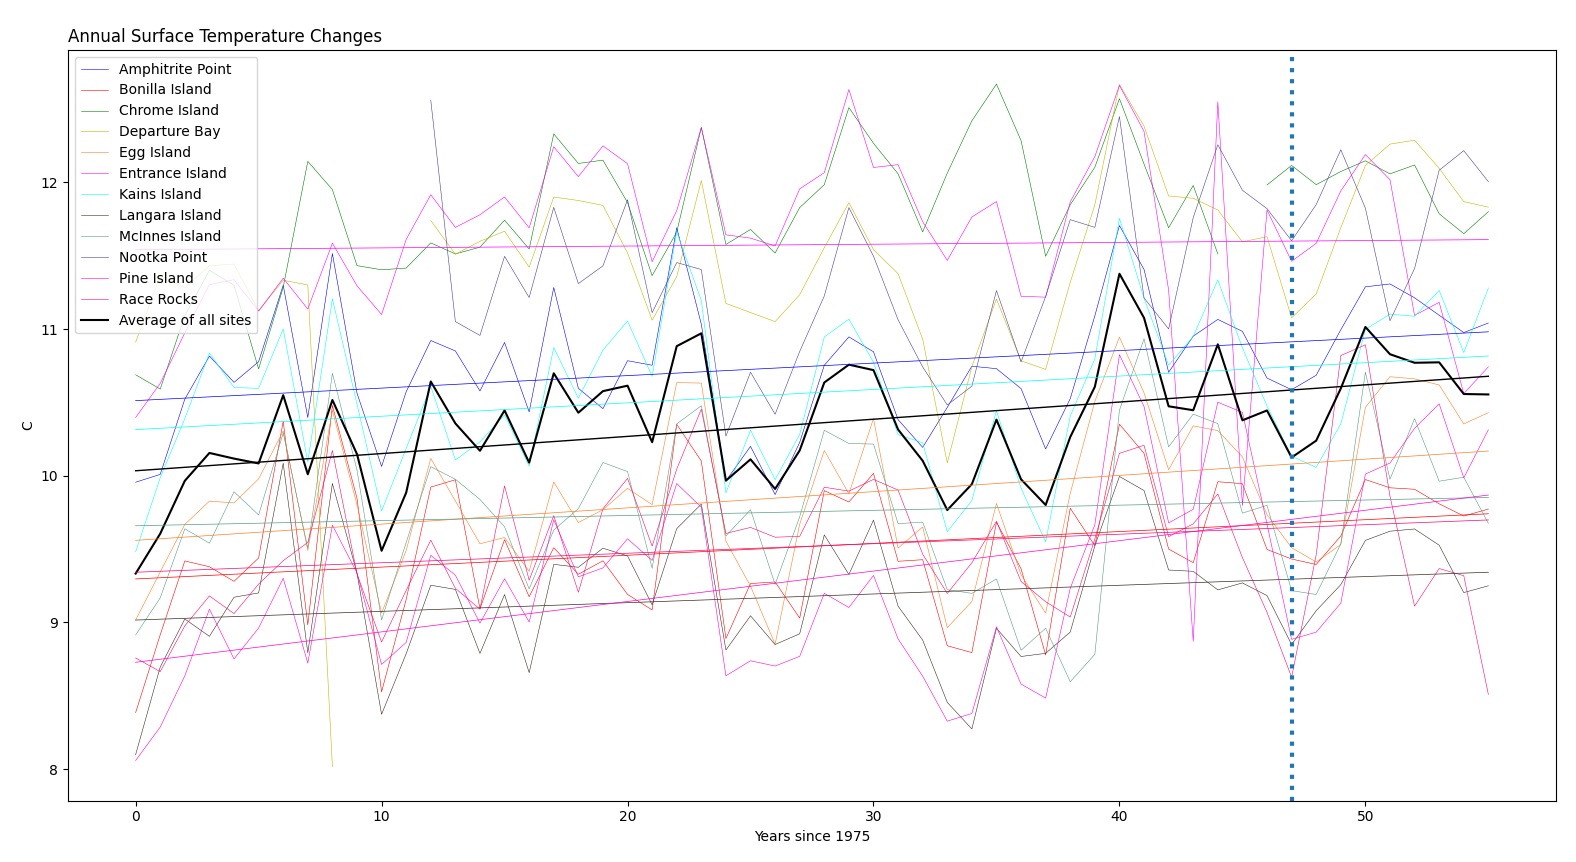 Annual Surface Temperature Changes
Amphitrite Point
Bonilla Island
Chrome Island
Departure Bay
Egg Island
Entrance Island
Kains Island
Langara Island
McInnes Island
Nootka Point
Pine Island
Race Rocks
Average of all sites
12
11
10
9
8
C
0 10 20 30 40 50
Years since 1975